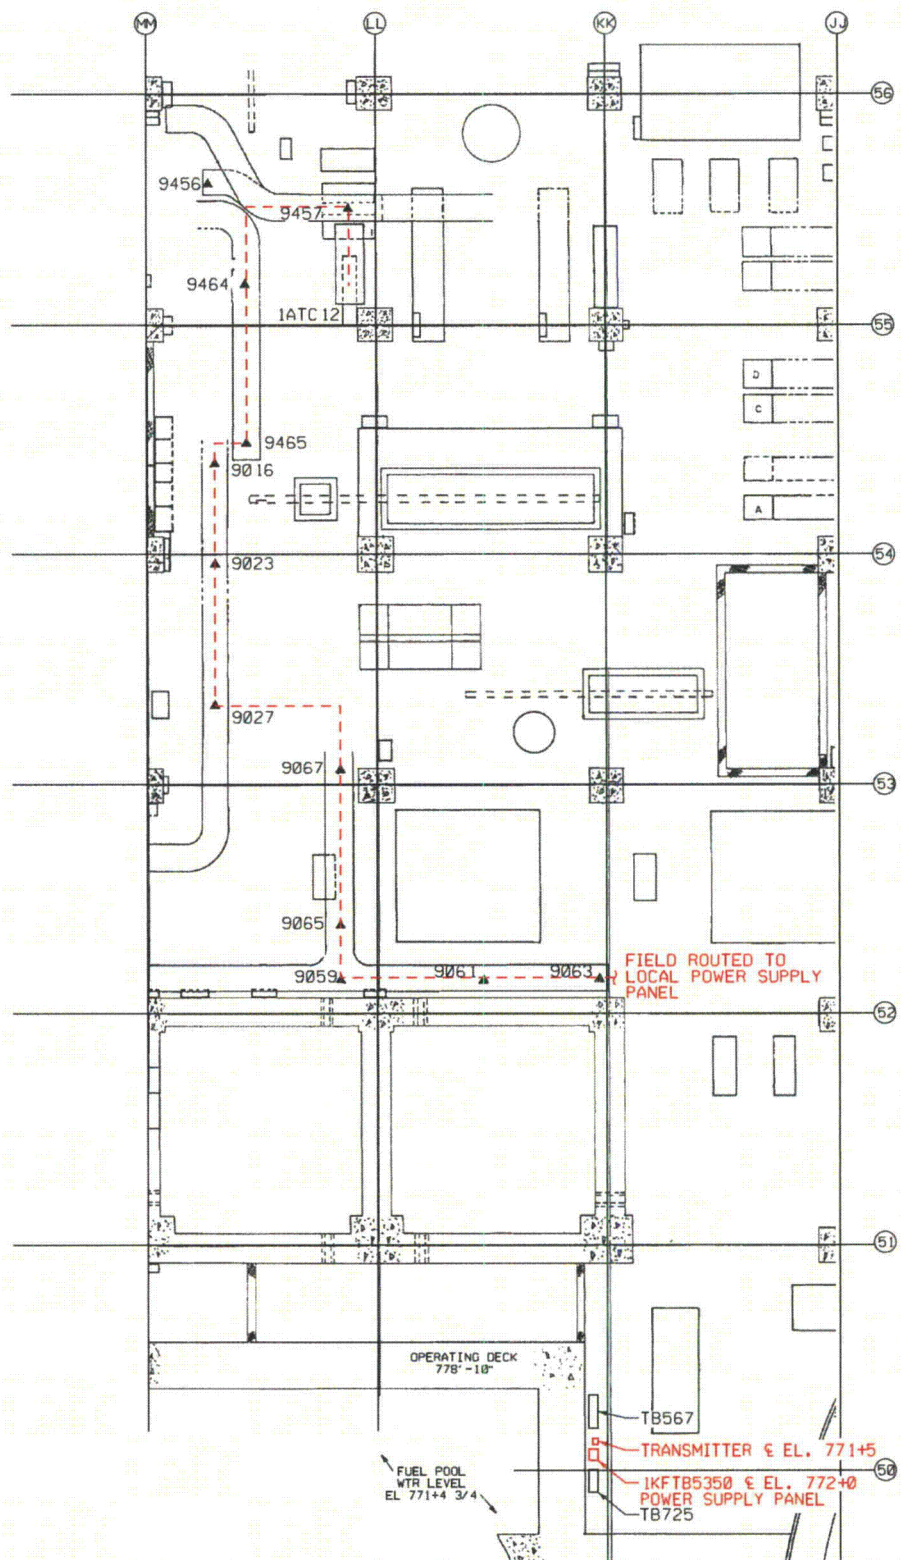 MM
LL
KK
JJ
56
9456
9457
9464
1ATC 12
55
D
C
9465
9016
A
54
9023
9027
9067
53
9065
9059
9061
9063
FIELD ROUTED TO
LOCAL POWER SUPPLY
PANEL
52
51
OPERATING DECK
778'-10"
TB567
TRANSMITTER ℄ EL. 771+5
50
FUEL POOL
WTR LEVEL
EL 771+4 3/4
1KFTB5350 ℄ EL. 772+0
POWER SUPPLY PANEL
TB725